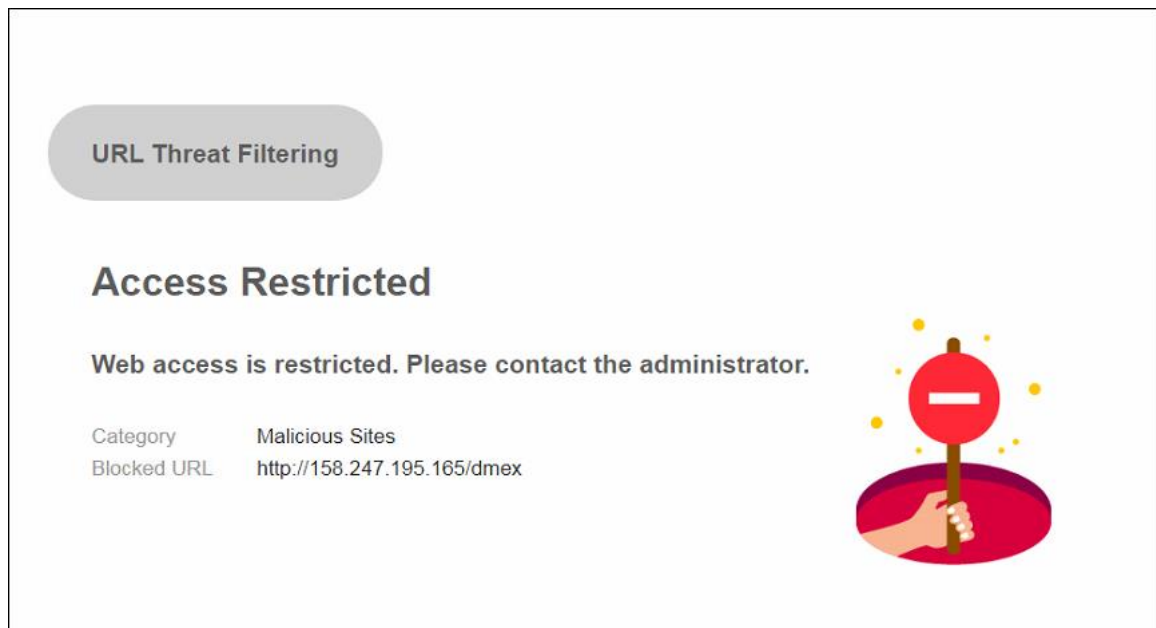 URL Threat Filtering
Access Restricted
Web access is restricted. Please contact the administrator.
Category Malicious Sites
Blocked URL http://158.247.195.165/dmex